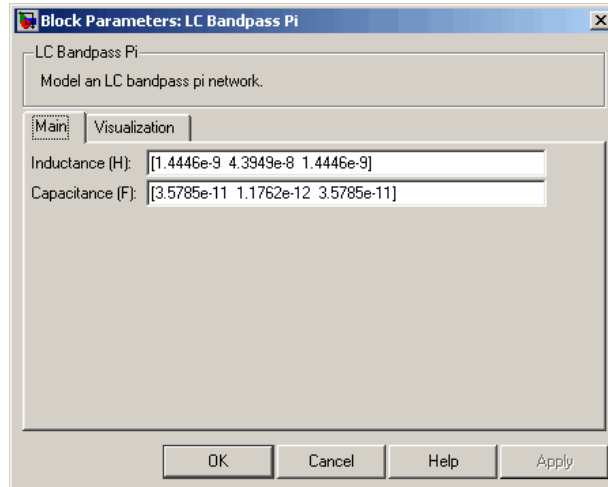 Block Parameters: LC Bandpass Pi
LC Bandpass Pi
Model an LC bandpass pi network.
Main Visualization
Inductance (H): [1.4446e-9 4.3949e-8 1.4446e-9]
Capacitance (F): [3.5785e-11 1.1762e-12 3.5785e-11]
OK Cancel Help Apply